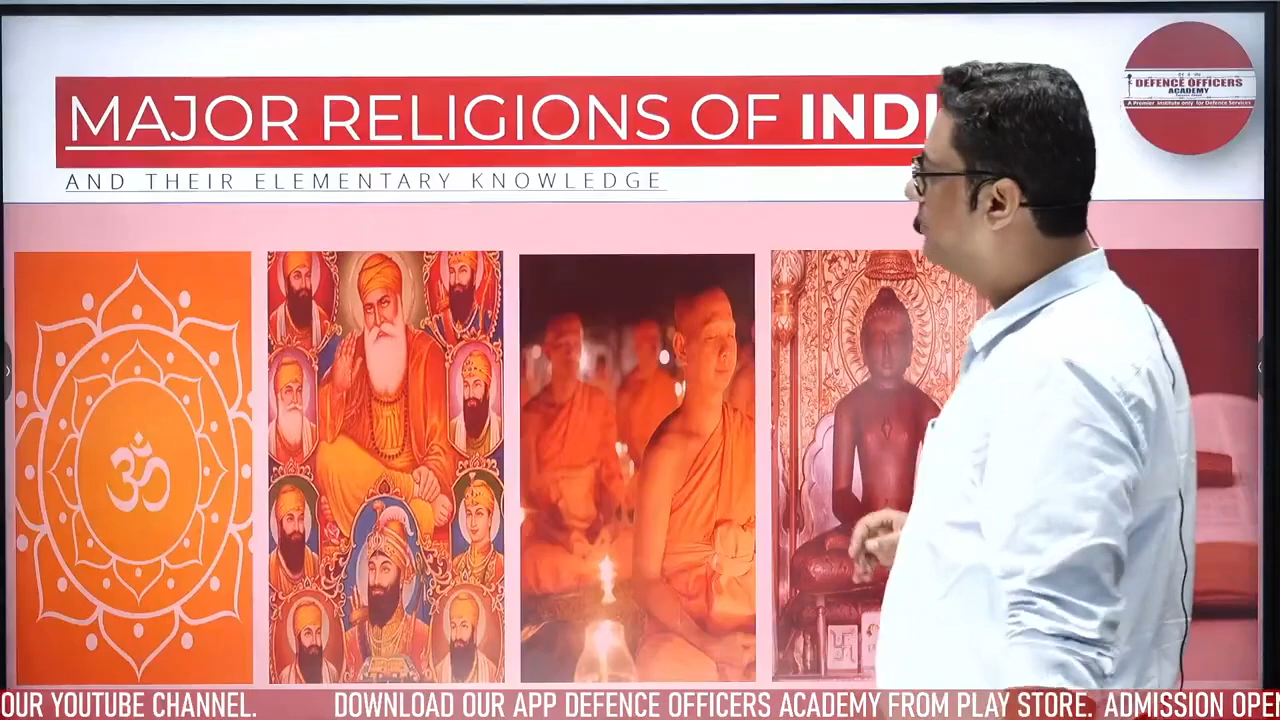 MAJOR RELIGIONS OF INDI
AND THEIR ELEMENTARY KNOWLEDGE
DEFENCE OFFICERS
ACADEMY
A Premier Institute only for Defence Services
ॐ
OUR YOUTUBE CHANNEL. DOWNLOAD OUR APP DEFENCE OFFICERS ACADEMY FROM PLAY STORE. ADMISSION OPEN